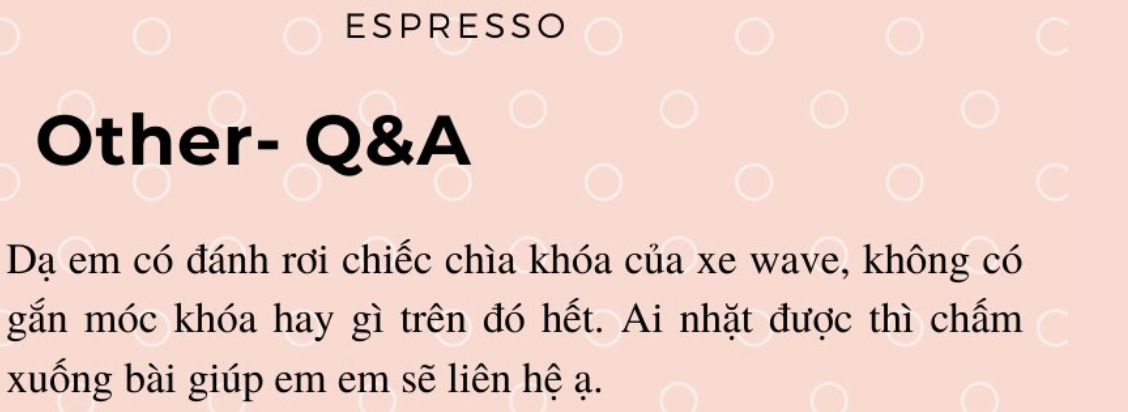 ESPRESSO
Other- Q&A
Dạ em có đánh rơi chiếc chìa khóa của xe wave, không có
gắn móc khóa hay gì trên đó hết. Ai nhặt được thì chấm
xuống bài giúp em em sẽ liên hệ ạ.